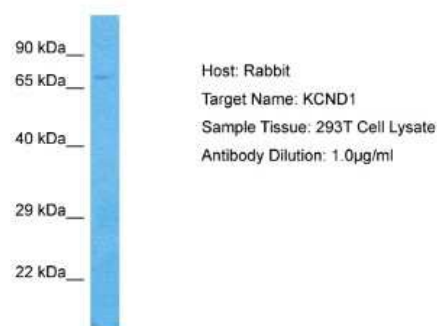 90 kDa
65 kDa
40 kDa
29 kDa
22 kDa
Host: Rabbit
Target Name: KCND1
Sample Tissue: 293T Cell Lysate
Antibody Dilution: 1.0µg/ml